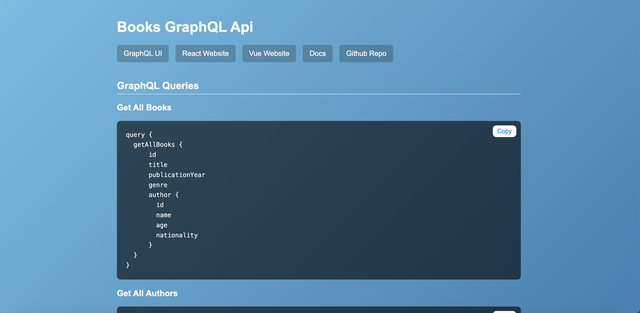 Books GraphQL Api
GraphQL UI
React Website
Vue Website
Docs
Github Repo
GraphQL Queries
Get All Books
Copy
query {
  getAllBooks {
      id
      title
      publicationYear
      genre
      author {
        id
        name
        age
        nationality
      }
  }
}
Get All Authors